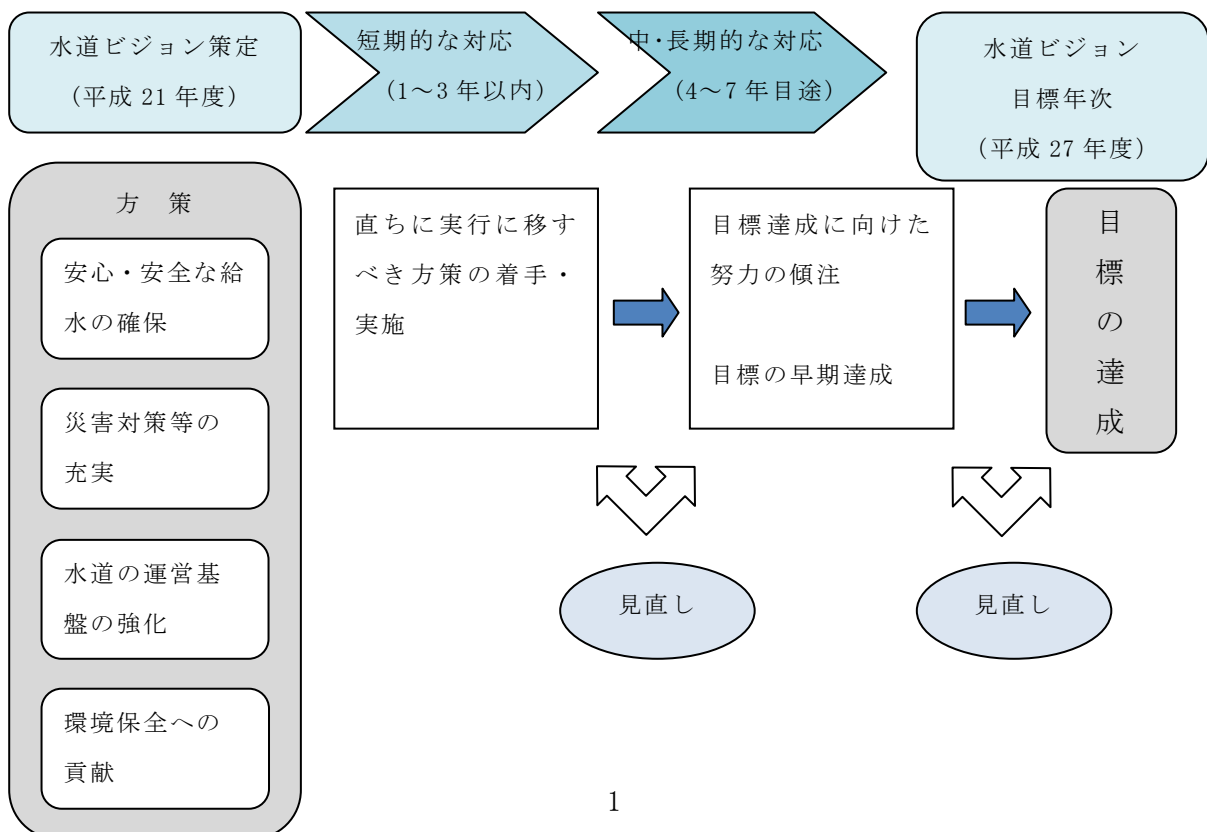 水道ビジョン策定
(平成 21 年度)
短期的な対応
(1～3 年以内)
中・長期的な対応
(4～7 年目途)
水道ビジョン
目標年次
(平成 27 年度)
方　策
安心・安全な給
水の確保
災害対策等の
充実
水道の運営基
盤の強化
環境保全への
貢献
直ちに実行に移す
べき方策の着手・
実施
目標達成に向けた
努力の傾注
目標の早期達成
目標の達成
見直し
見直し
1